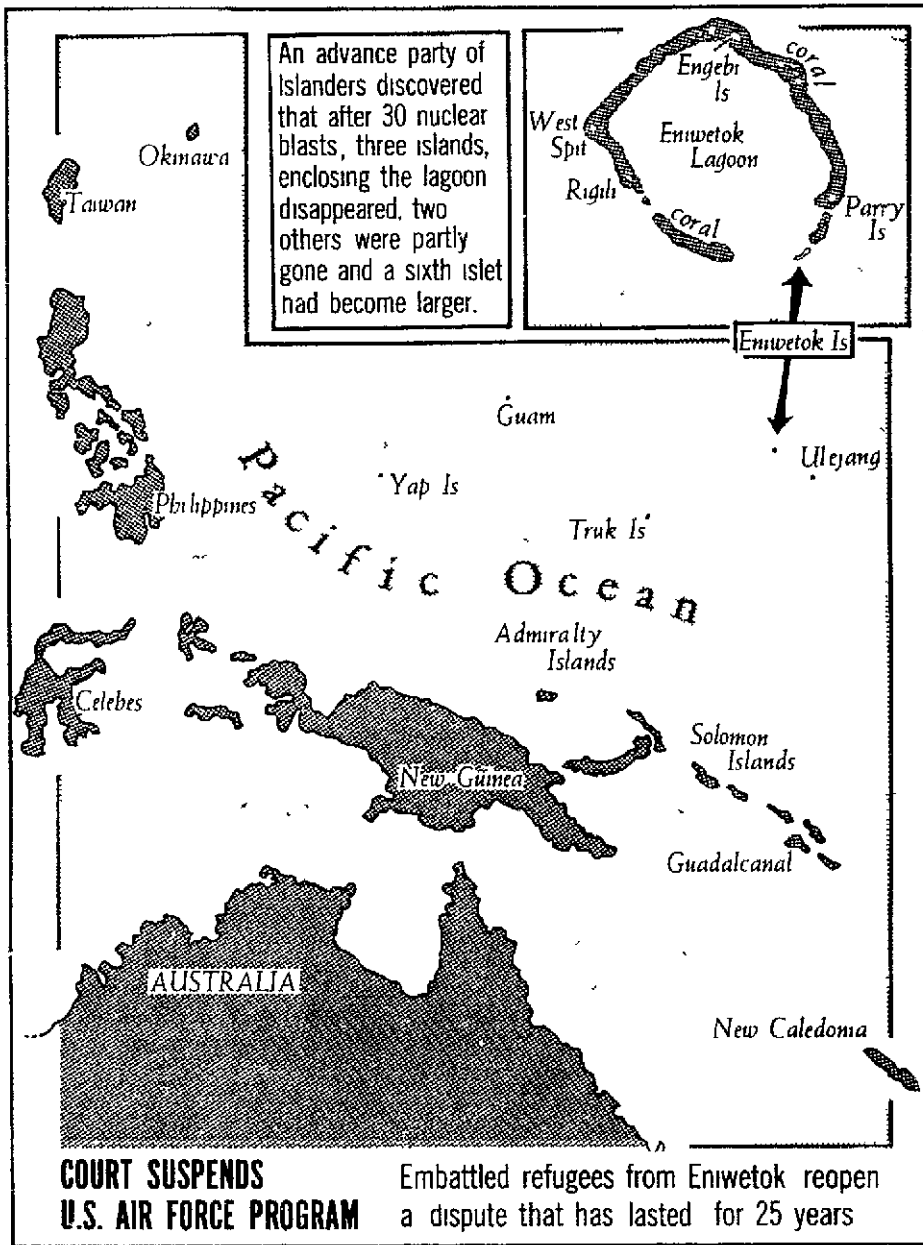 An advance party of
Islanders discovered
that after 30 nuclear
blasts, three islands,
enclosing the lagoon
disappeared, two
others were partly
gone and a sixth islet
had become larger.
coral
Engebi
Is
West
Spit
Eniwetok
Lagoon
Rigili
coral
Parry
Is
Eniwetok Is
Okinawa
Taiwan
Guam
Ulejang
Yap Is
Philippines
Truk Is
Pacific Ocean
Admiralty
Islands
Celebes
Solomon
Islands
New Guinea
Guadalcanal
AUSTRALIA
New Caledonia
COURT SUSPENDS
U.S. AIR FORCE PROGRAM
Embattled refugees from Eniwetok reopen
a dispute that has lasted for 25 years